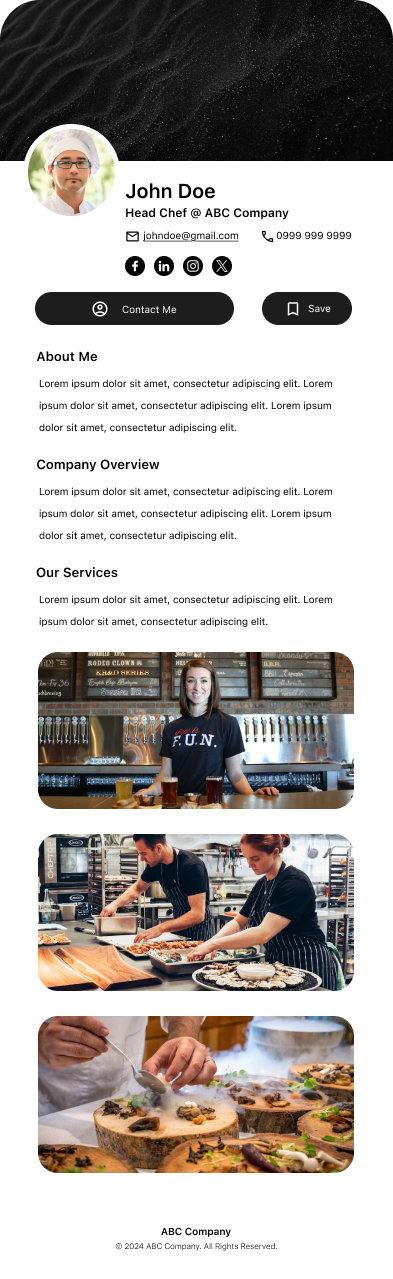 John Doe
Head Chef @ ABC Company
johndoe@gmail.com 0999 999 9999
Contact Me Save
About Me
Lorem ipsum dolor sit amet, consectetur adipiscing elit. Lorem
ipsum dolor sit amet, consectetur adipiscing elit. Lorem ipsum
dolor sit amet, consectetur adipiscing elit.
Company Overview
Lorem ipsum dolor sit amet, consectetur adipiscing elit. Lorem
ipsum dolor sit amet, consectetur adipiscing elit. Lorem ipsum
dolor sit amet, consectetur adipiscing elit.
Our Services
Lorem ipsum dolor sit amet, consectetur adipiscing elit. Lorem
ipsum dolor sit amet, consectetur adipiscing elit.
RODEO CLOWN
F.U.N.
ABC Company
© 2024 ABC Company. All Rights Reserved.